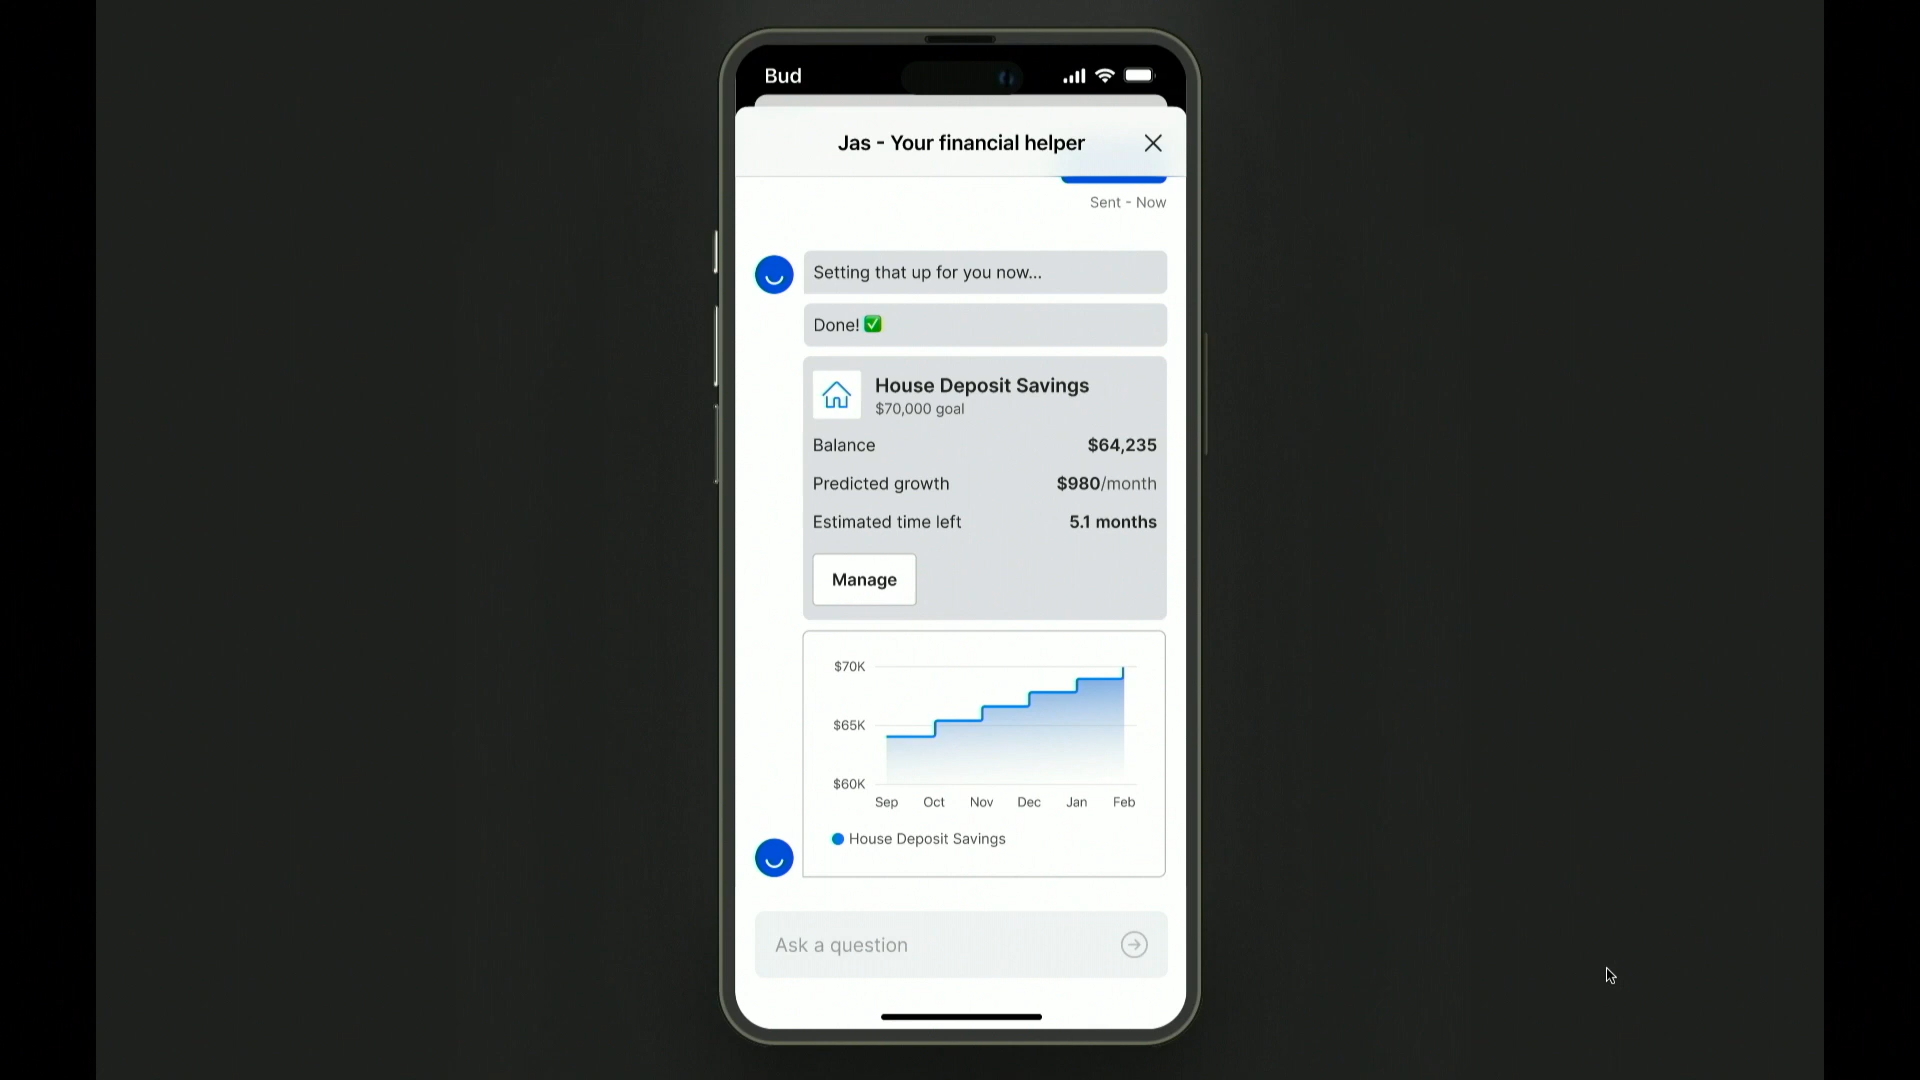 Bud
Jas - Your financial helper
Sent - Now
Setting that up for you now...
Done! ✅
House Deposit Savings
$70,000 goal
Balance $64,235
Predicted growth $980/month
Estimated time left 5.1 months
Manage
$70K
$65K
$60K
Sep Oct Nov Dec Jan Feb
House Deposit Savings
Ask a question